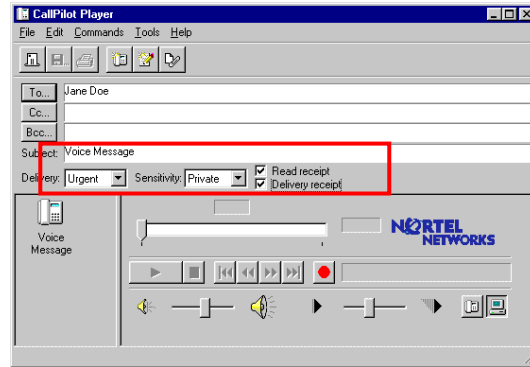 CallPilot Player
File Edit Commands Tools Help
To... Jane Doe
Cc...
Bcc...
Subject: Voice Message
Delivery: Urgent Sensitivity: Private Read receipt
Delivery receipt
Voice
Message
NORTEL
NETWORKS